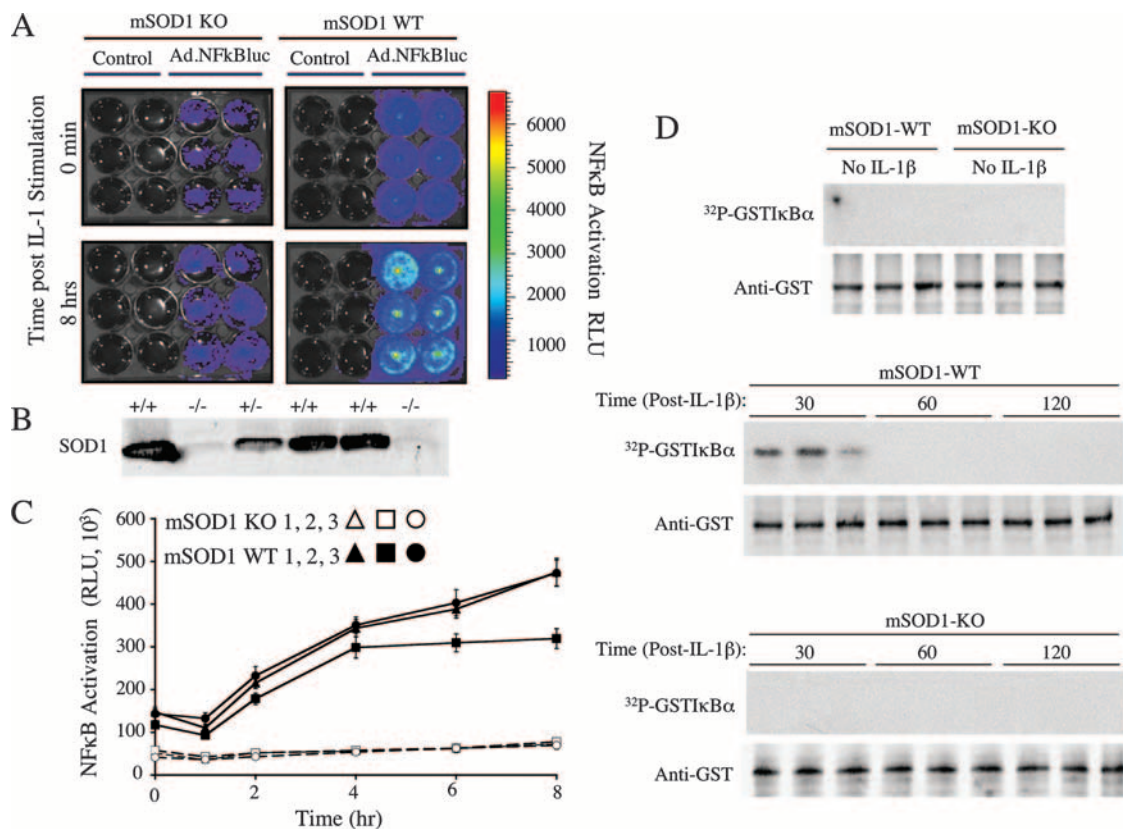 A
mSOD1 KO
mSOD1 WT
Control
Ad.NFkBluc
Control
Ad.NFkBluc
Time post IL-1 Stimulation
0 min
8 hrs
6000
5000
4000
3000
2000
1000
NFκB Activation RLU
B
+/+ -/- +/- +/+ +/+ -/-
SOD1
C
NFκB Activation (RLU, 10³)
600
500
400
300
200
100
0
mSOD1 KO 1, 2, 3
mSOD1 WT 1, 2, 3
0 2 4 6 8
Time (hr)
D
mSOD1-WT
mSOD1-KO
No IL-1β
No IL-1β
³²P-GSTIκBα
Anti-GST
mSOD1-WT
Time (Post-IL-1β): 30 60 120
³²P-GSTIκBα
Anti-GST
mSOD1-KO
Time (Post-IL-1β): 30 60 120
³²P-GSTIκBα
Anti-GST